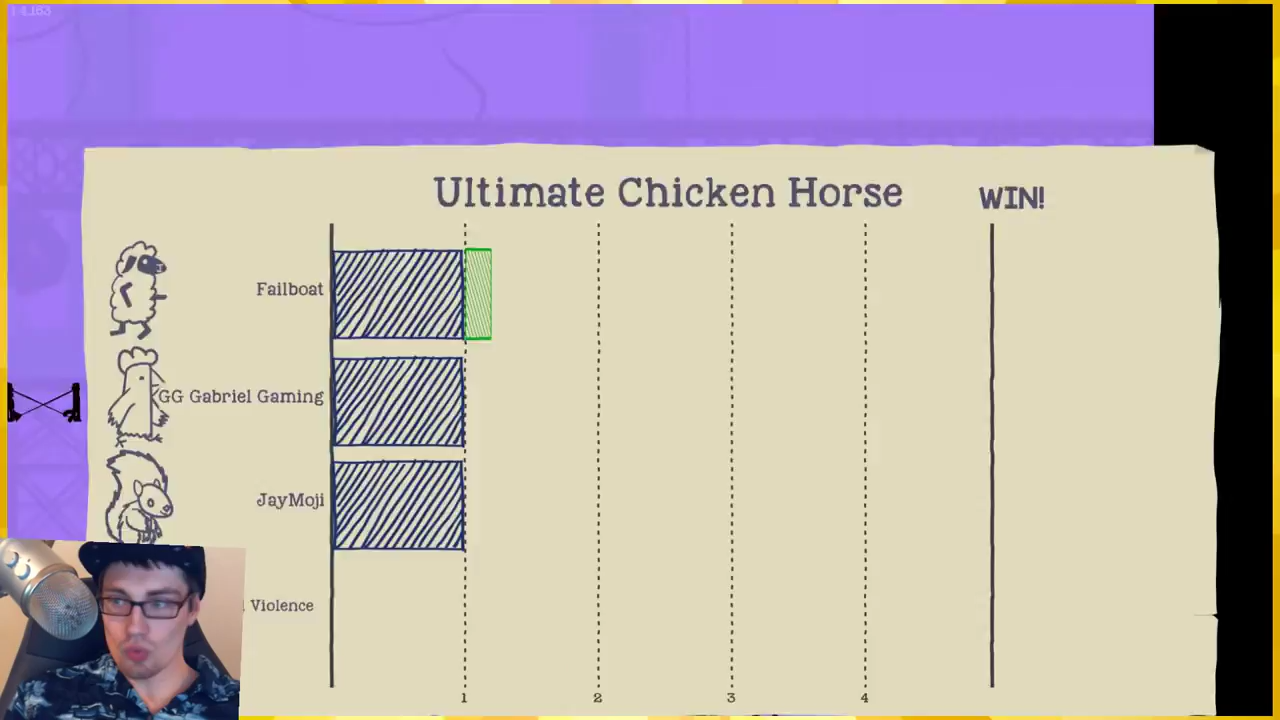 Ultimate Chicken Horse
WIN!
Failboat
GG Gabriel Gaming
JayMoji
Violence
1 2 3 4